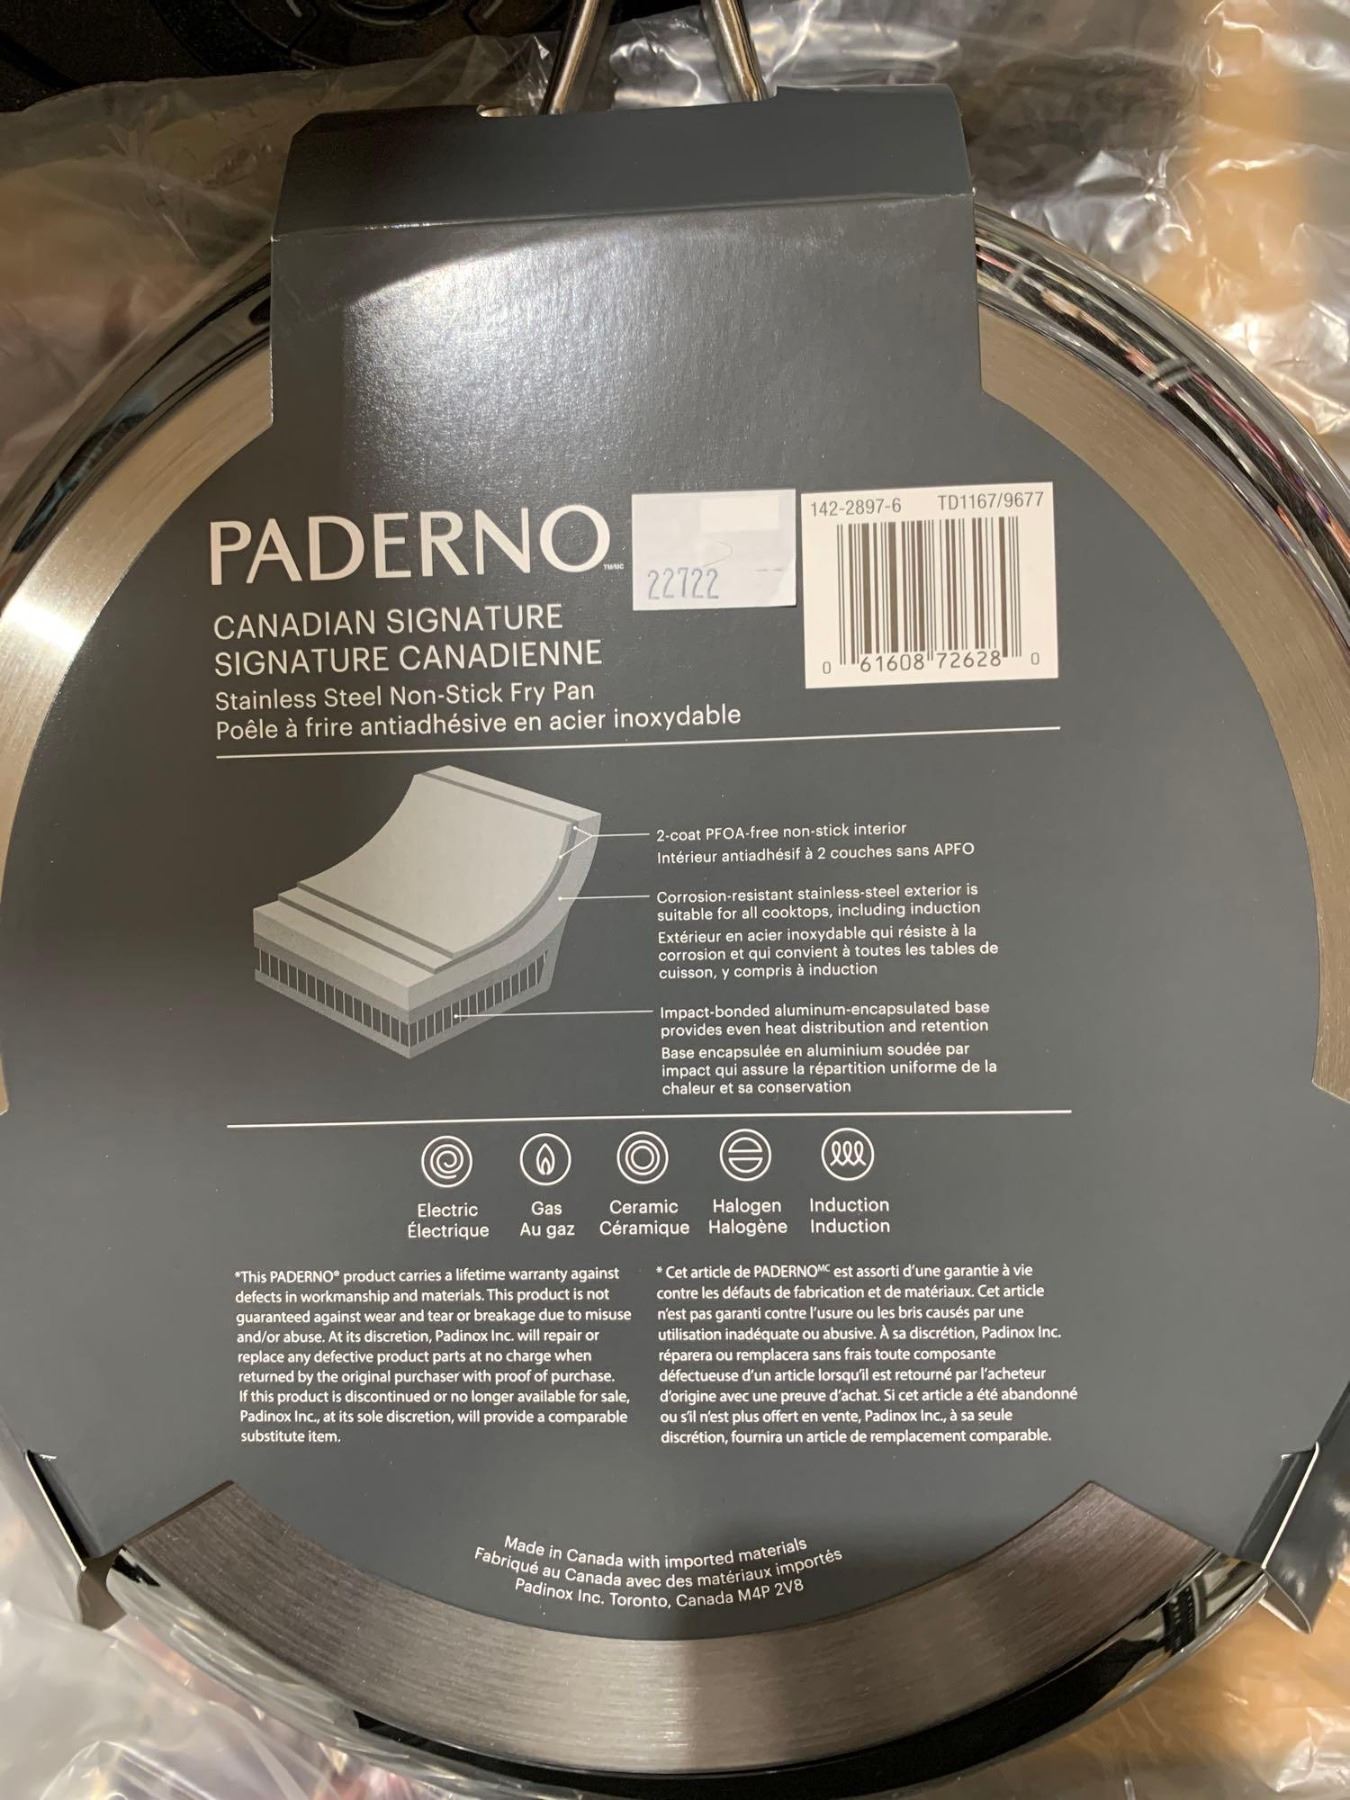 PADERNO
TM/MC
22722
142-2897-6 TD1167/9677
0 61608 72628 0
CANADIAN SIGNATURE
SIGNATURE CANADIENNE
Stainless Steel Non-Stick Fry Pan
Poêle à frire antiadhésive en acier inoxydable
2-coat PFOA-free non-stick interior
Intérieur antiadhésif à 2 couches sans APFO
Corrosion-resistant stainless-steel exterior is
suitable for all cooktops, including induction
Extérieur en acier inoxydable qui résiste à la
corrosion et qui convient à toutes les tables de
cuisson, y compris à induction
Impact-bonded aluminum-encapsulated base
provides even heat distribution and retention
Base encapsulée en aluminium soudée par
impact qui assure la répartition uniforme de la
chaleur et sa conservation
Electric Gas Ceramic Halogen Induction
Électrique Au gaz Céramique Halogène Induction
*This PADERNO® product carries a lifetime warranty against
defects in workmanship and materials. This product is not
guaranteed against wear and tear or breakage due to misuse
and/or abuse. At its discretion, Padinox Inc. will repair or
replace any defective product parts at no charge when
returned by the original purchaser with proof of purchase.
If this product is discontinued or no longer available for sale,
Padinox Inc., at its sole discretion, will provide a comparable
substitute item.
* Cet article de PADERNOᴹᶜ est assorti d'une garantie à vie
contre les défauts de fabrication et de matériaux. Cet article
n'est pas garanti contre l'usure ou les bris causés par une
utilisation inadéquate ou abusive. À sa discrétion, Padinox Inc.
réparera ou remplacera sans frais toute composante
défectueuse d'un article lorsqu'il est retourné par l'acheteur
d'origine avec une preuve d'achat. Si cet article a été abandonné
ou s'il n'est plus offert en vente, Padinox Inc., à sa seule
discrétion, fournira un article de remplacement comparable.
Made in Canada with imported materials
Fabriqué au Canada avec des matériaux importés
Padinox Inc. Toronto, Canada M4P 2V8